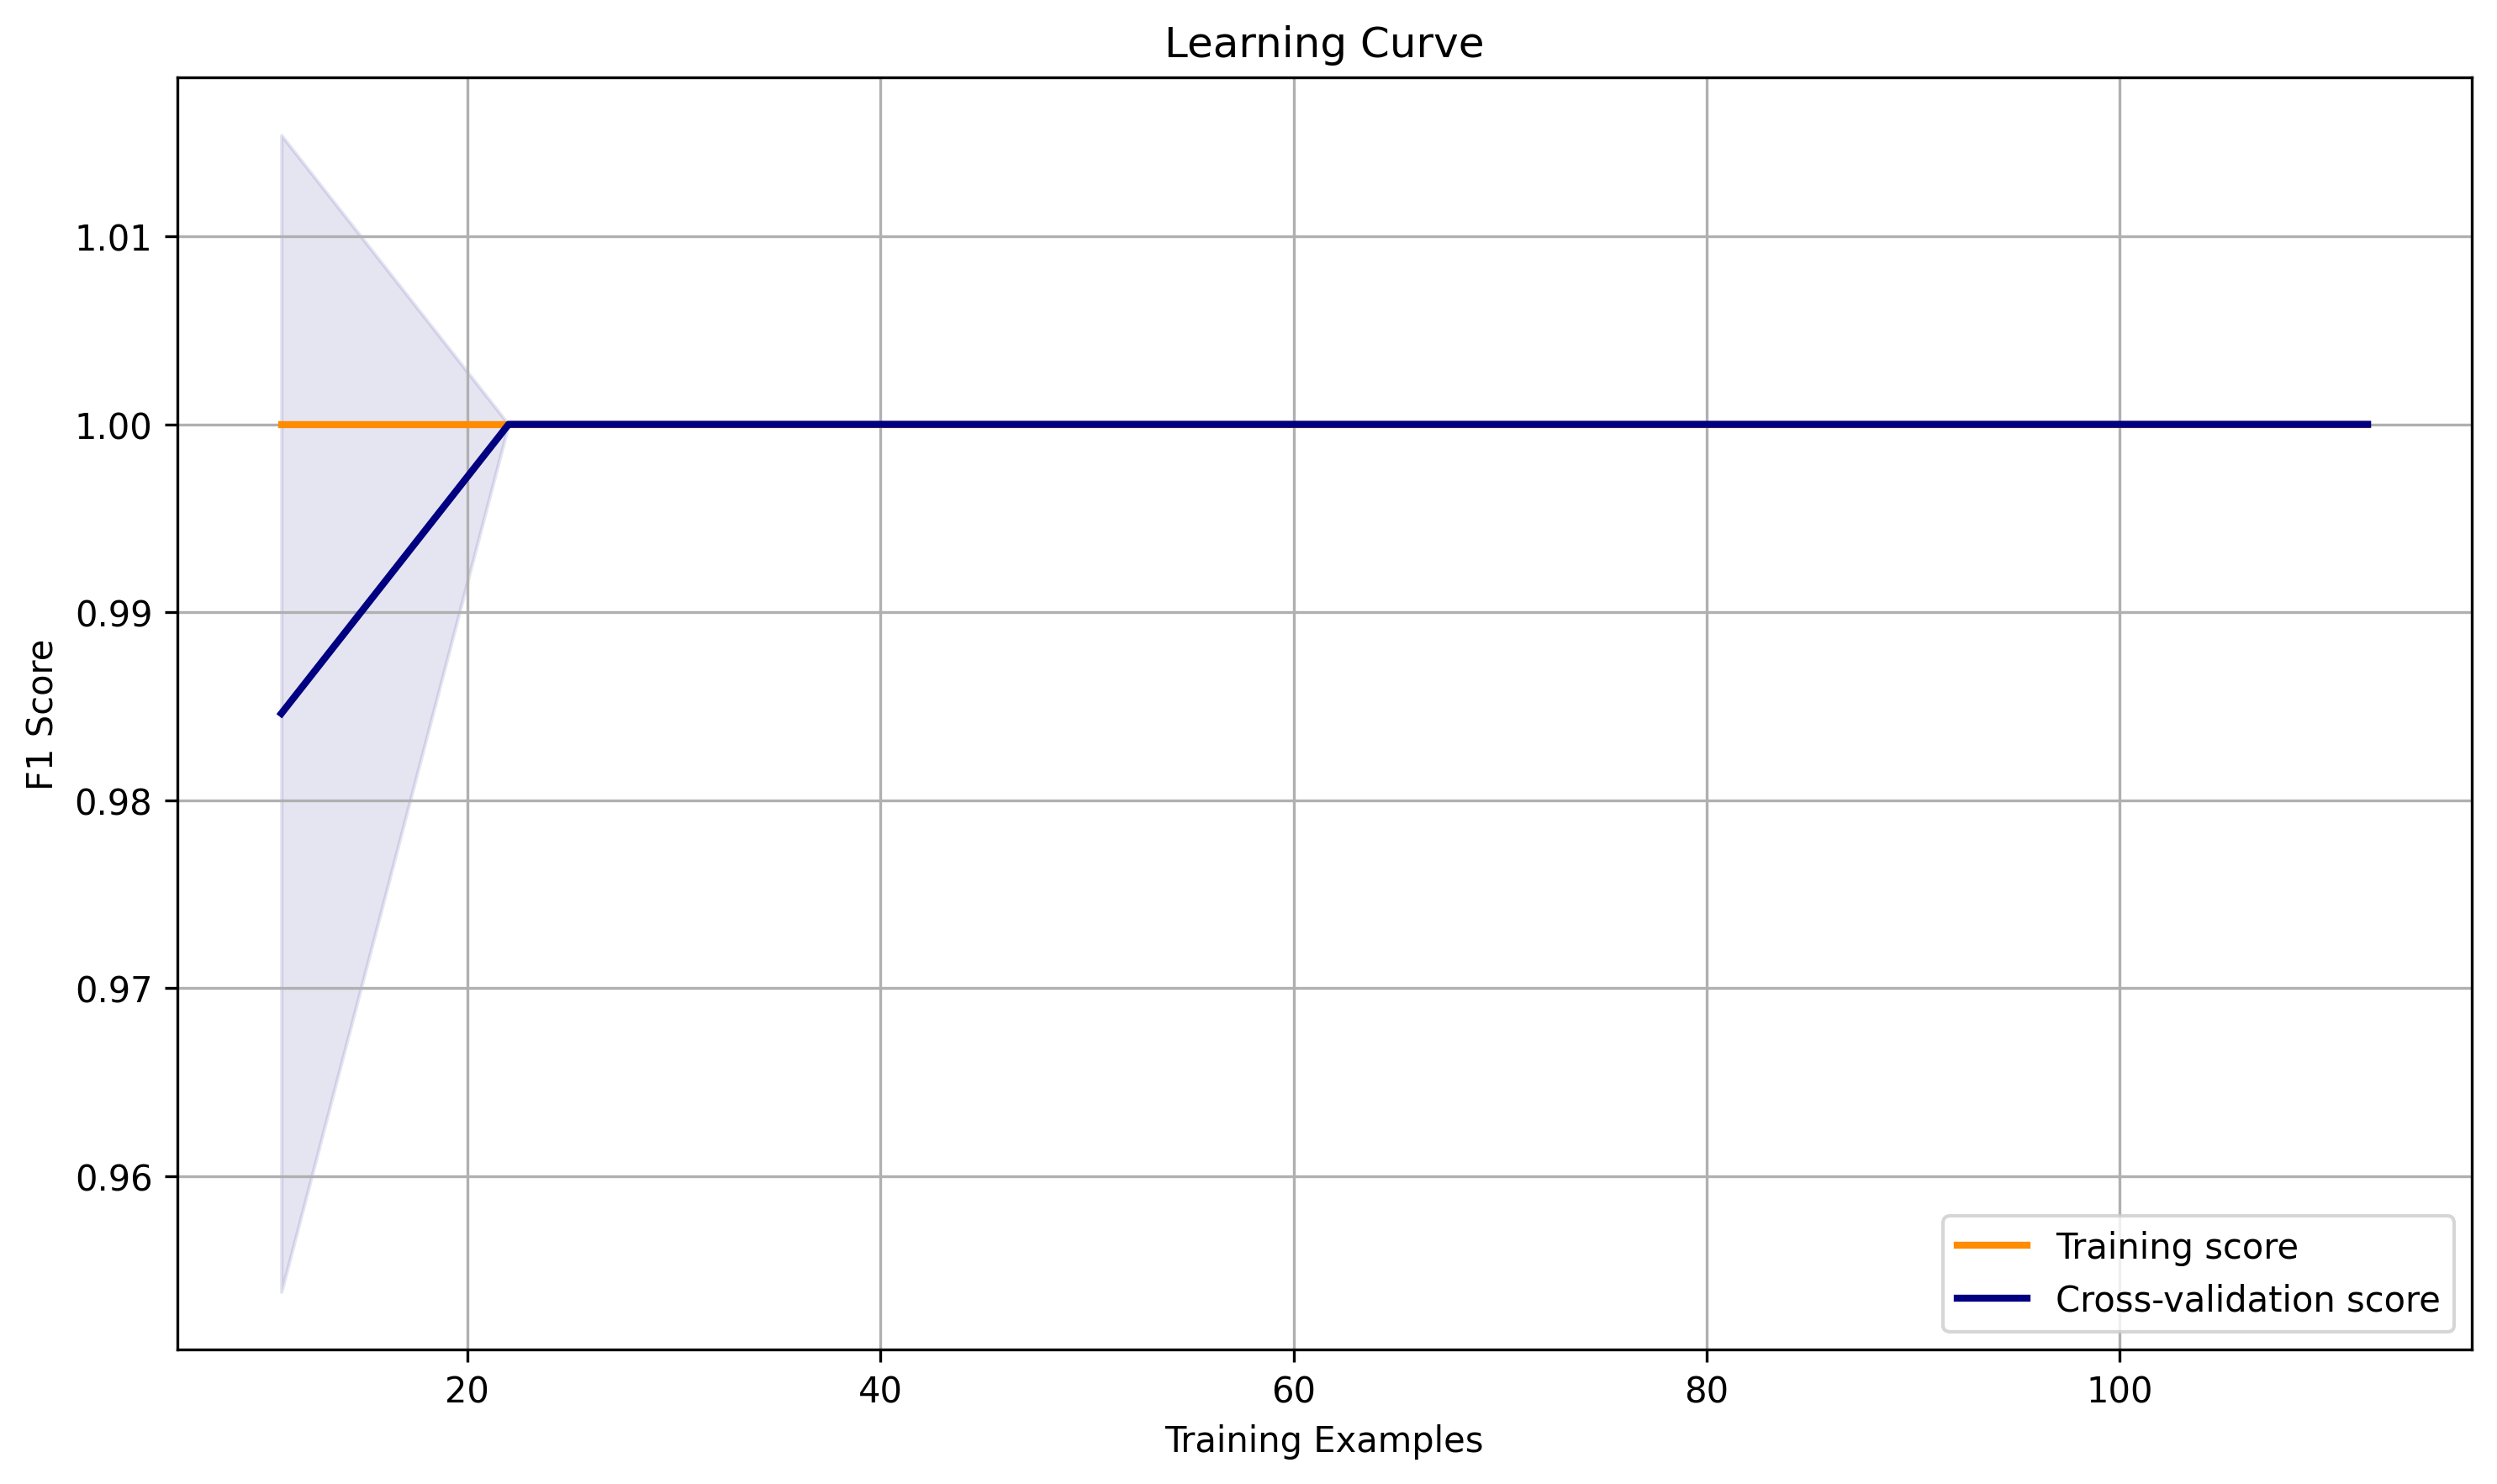 Learning Curve
1.01
1.00
0.99
0.98
0.97
0.96
F1 Score
Training score
Cross-validation score
20 40 60 80 100
Training Examples